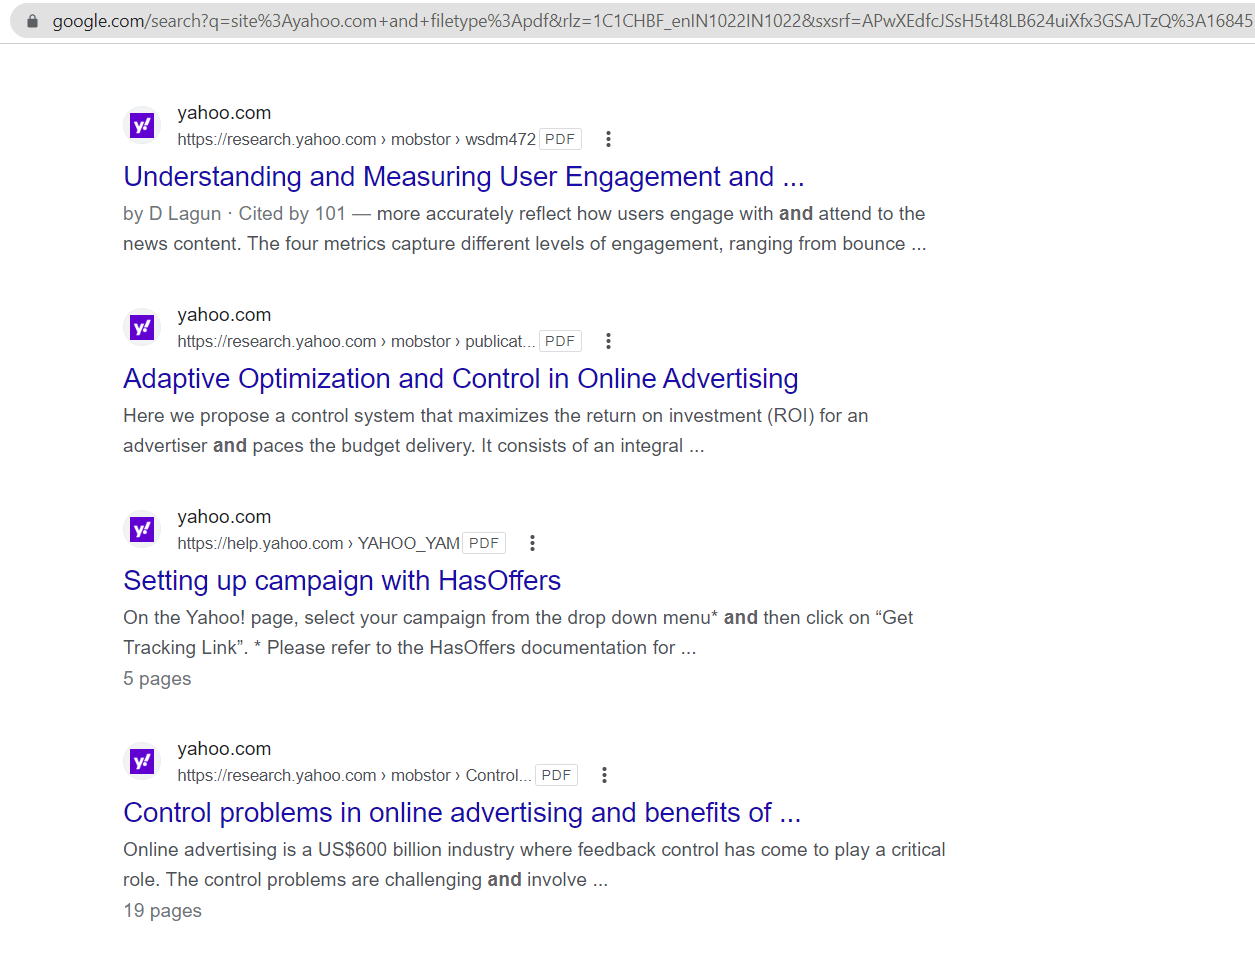 google.com/search?q=site%3Ayahoo.com+and+filetype%3Apdf&rlz=1C1CHBF_enIN1022IN1022&sxsrf=APwXEdfcJSsH5t48LB624uiXfx3GSAJTzQ%3A16845
y!
yahoo.com
https://research.yahoo.com › mobstor › wsdm472 PDF
Understanding and Measuring User Engagement and ...
by D Lagun · Cited by 101 — more accurately reflect how users engage with and attend to the
news content. The four metrics capture different levels of engagement, ranging from bounce ...
y!
yahoo.com
https://research.yahoo.com › mobstor › publicat... PDF
Adaptive Optimization and Control in Online Advertising
Here we propose a control system that maximizes the return on investment (ROI) for an
advertiser and paces the budget delivery. It consists of an integral ...
y!
yahoo.com
https://help.yahoo.com › YAHOO_YAM PDF
Setting up campaign with HasOffers
On the Yahoo! page, select your campaign from the drop down menu* and then click on “Get
Tracking Link”. * Please refer to the HasOffers documentation for ...
5 pages
y!
yahoo.com
https://research.yahoo.com › mobstor › Control... PDF
Control problems in online advertising and benefits of ...
Online advertising is a US$600 billion industry where feedback control has come to play a critical
role. The control problems are challenging and involve ...
19 pages